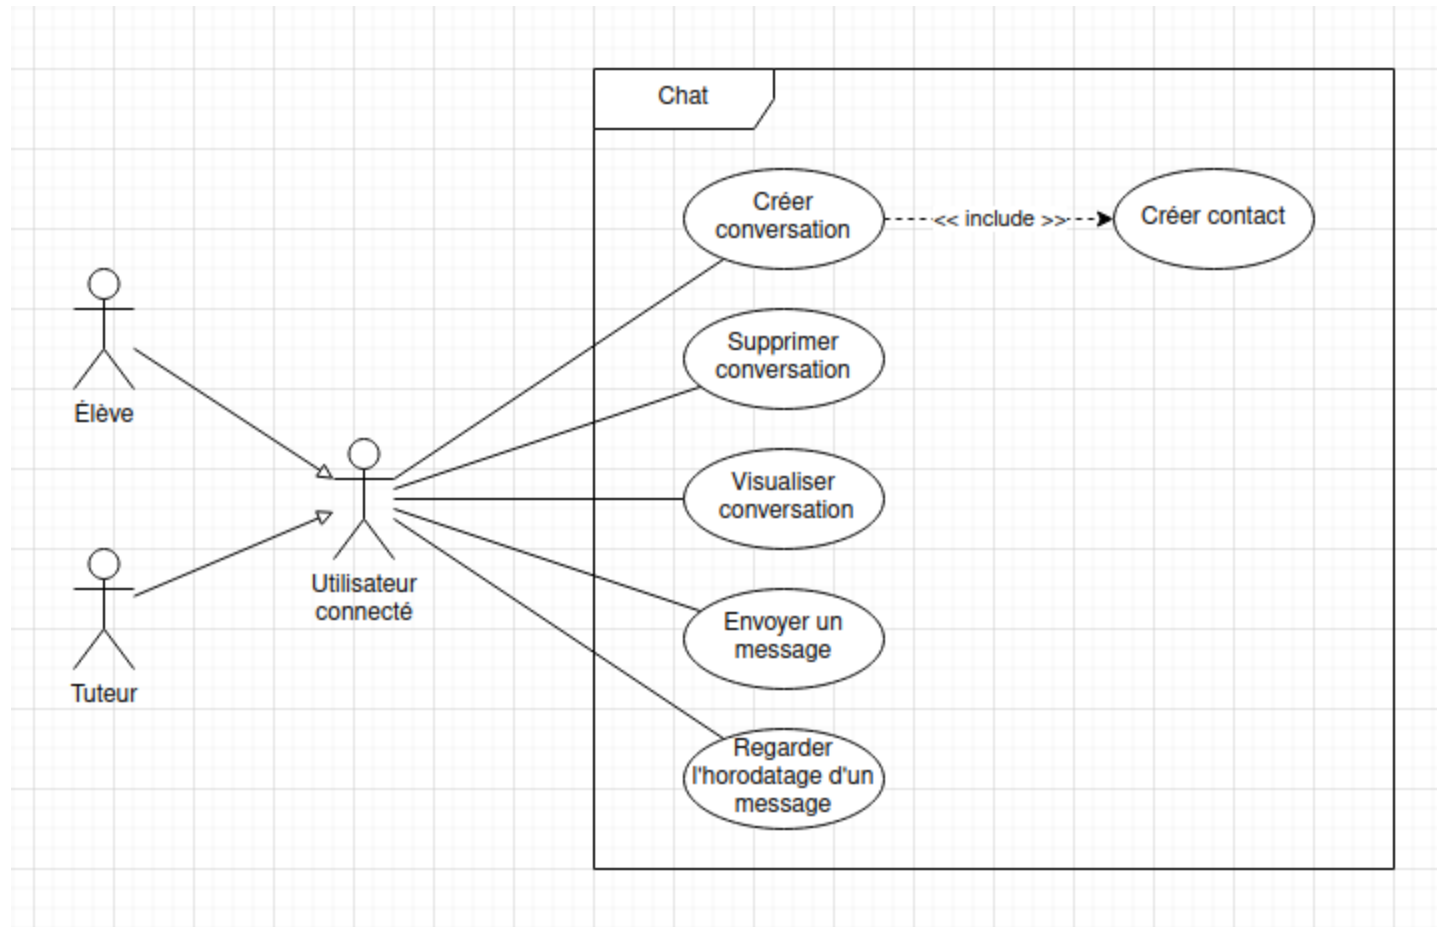 Chat
Créer
conversation
<< include >>
Créer contact
Supprimer
conversation
Élève
Visualiser
conversation
Utilisateur
connecté
Envoyer un
message
Tuteur
Regarder
l'horodatage d'un
message